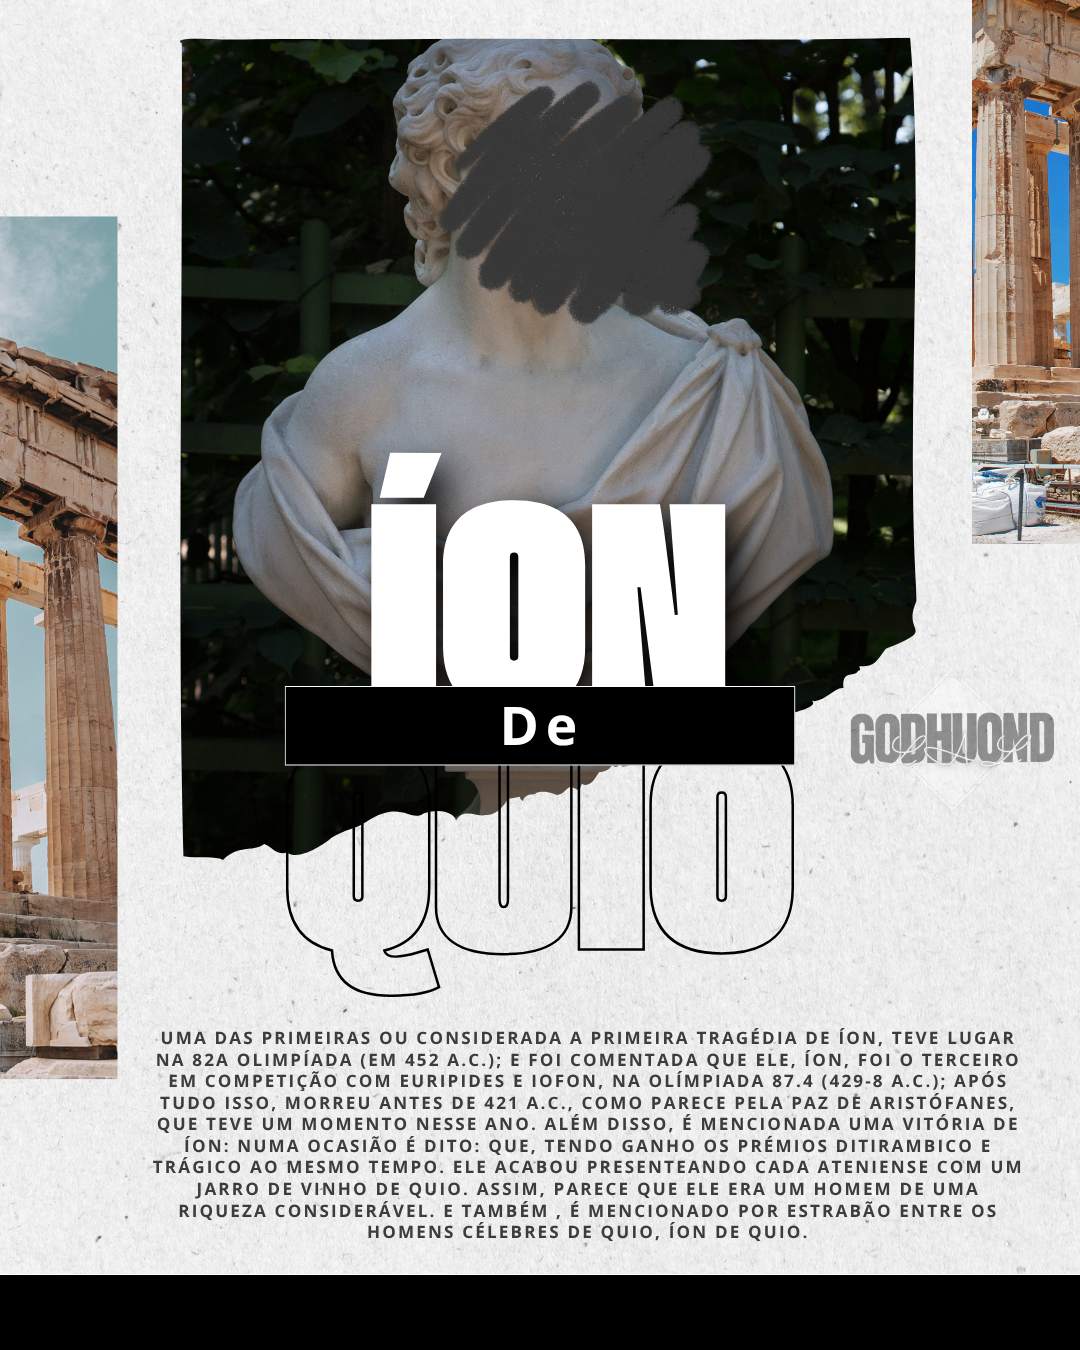 ÍON
De
QUIO
GODHUOND
UMA DAS PRIMEIRAS OU CONSIDERADA A PRIMEIRA TRAGÉDIA DE ÍON, TEVE LUGAR
NA 82A OLIMPÍADA (EM 452 A.C.); E FOI COMENTADA QUE ELE, ÍON, FOI O TERCEIRO
EM COMPETIÇÃO COM EURIPIDES E IOFON, NA OLÍMPIADA 87.4 (429-8 A.C.); APÓS
TUDO ISSO, MORREU ANTES DE 421 A.C., COMO PARECE PELA PAZ DE ARISTÓFANES,
QUE TEVE UM MOMENTO NESSE ANO. ALÉM DISSO, É MENCIONADA UMA VITÓRIA DE
ÍON: NUMA OCASIÃO É DITO: QUE, TENDO GANHO OS PRÉMIOS DITIRAMBICO E
TRÁGICO AO MESMO TEMPO. ELE ACABOU PRESENTEANDO CADA ATENIENSE COM UM
JARRO DE VINHO DE QUIO. ASSIM, PARECE QUE ELE ERA UM HOMEM DE UMA
RIQUEZA CONSIDERÁVEL. E TAMBÉM , É MENCIONADO POR ESTRABÃO ENTRE OS
HOMENS CÉLEBRES DE QUIO, ÍON DE QUIO.